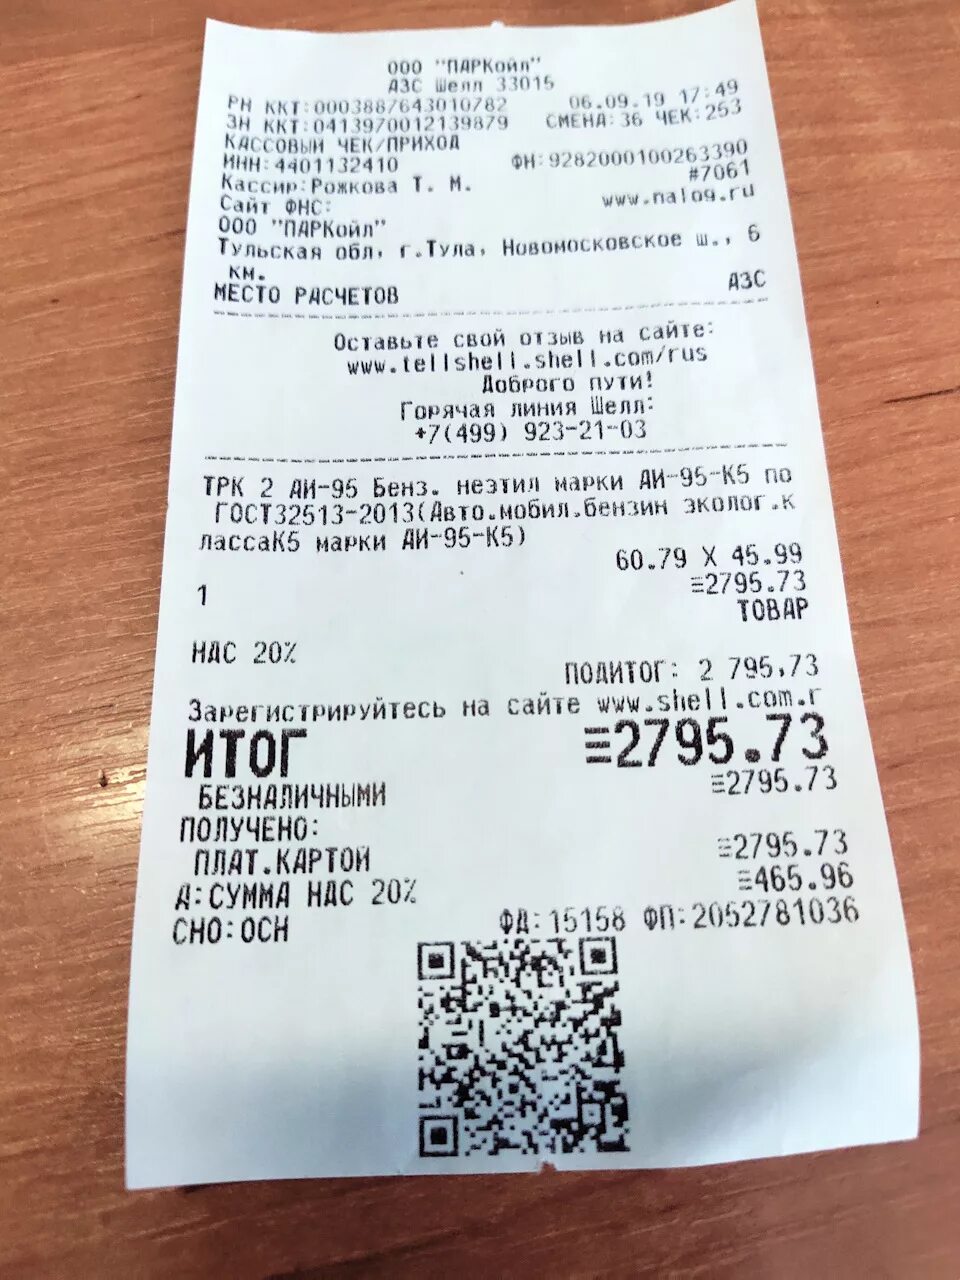 ООО "ПАРКойл"
АЗС Шелл 33015
РН ККТ:0003887643010782 06.09.19 17:49
ЗН ККТ:0413970012139879 СМЕНА:36 ЧЕК:253
КАССОВЫЙ ЧЕК/ПРИХОД
ИНН:4401132410 ФН:9282000100263390
Кассир:Рожкова Т. М. #7061
Сайт ФНС: www.nalog.ru
ООО "ПАРКойл"
Тульская обл, г.Тула, Новомосковское ш., 6
км.
МЕСТО РАСЧЕТОВ АЗС
Оставьте свой отзыв на сайте:
www.tellshell.shell.com/rus
Доброго пути!
Горячая линия Шелл:
+7(499) 923-21-03
ТРК 2 АИ-95 Бенз. неэтил марки АИ-95-К5 по
ГОСТ32513-2013(Авто.мобил.бензин эколог.к
лассаК5 марки АИ-95-К5)
60.79 X 45.99
1 ≡2795.73
ТОВАР
НДС 20%
ПОДИТОГ: 2 795,73
Зарегистрируйтесь на сайте www.shell.com.r
ИТОГ ≡2795.73
БЕЗНАЛИЧНЫМИ ≡2795.73
ПОЛУЧЕНО:
ПЛАТ.КАРТОЙ ≡2795.73
Д:СУММА НДС 20% ≡465.96
СНО:ОСН ФД:15158 ФП:2052781036